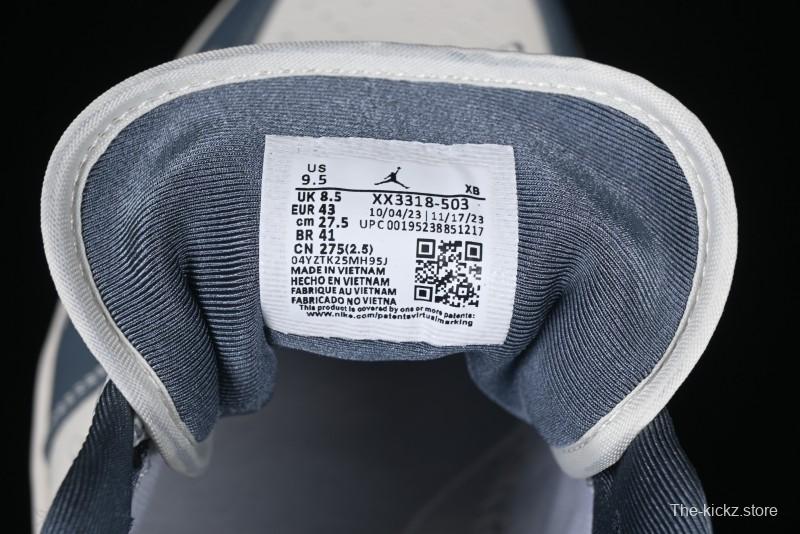 US
9.5
XB
UK 8.5
XX3318-503
EUR 43
10/04/23 | 11/17/23
cm 27.5
UPC 00195238851217
BR 41
CN 275(2.5)
04YZTK25MH95J
MADE IN VIETNAM
HECHO EN VIETNAM
FABRIQUE AU VIETNAM
FABRICADO NO VIETNA
This product is covered by one or more patents:
www.nike.com/patentsvirtualmarking
The-kickz.store